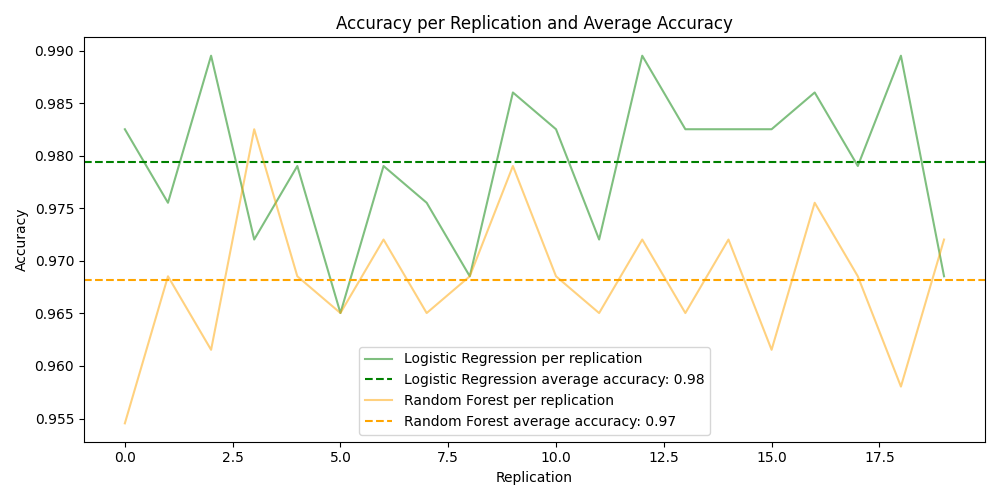 Accuracy per Replication and Average Accuracy
0.990
0.985
0.980
0.975
0.970
0.965
0.960
0.955
Accuracy
Logistic Regression per replication
Logistic Regression average accuracy: 0.98
Random Forest per replication
Random Forest average accuracy: 0.97
0.0 2.5 5.0 7.5 10.0 12.5 15.0 17.5
Replication